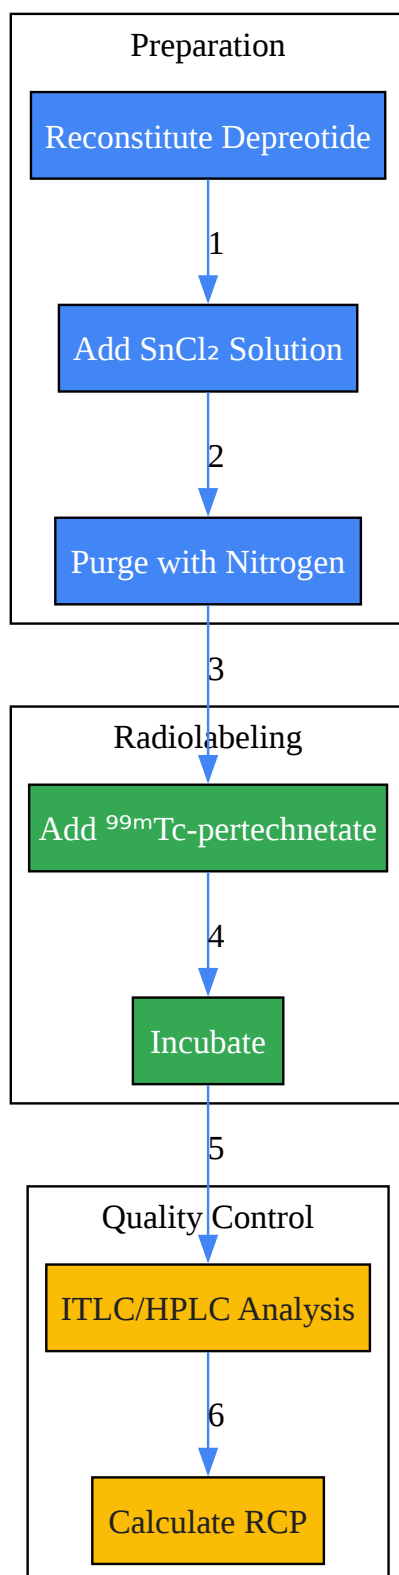 Preparation
Reconstitute Depreotide
1
Add SnCl₂ Solution
2
Purge with Nitrogen
3
Radiolabeling
Add ⁹⁹ᵐTc-pertechnetate
4
Incubate
5
Quality Control
ITLC/HPLC Analysis
6
Calculate RCP